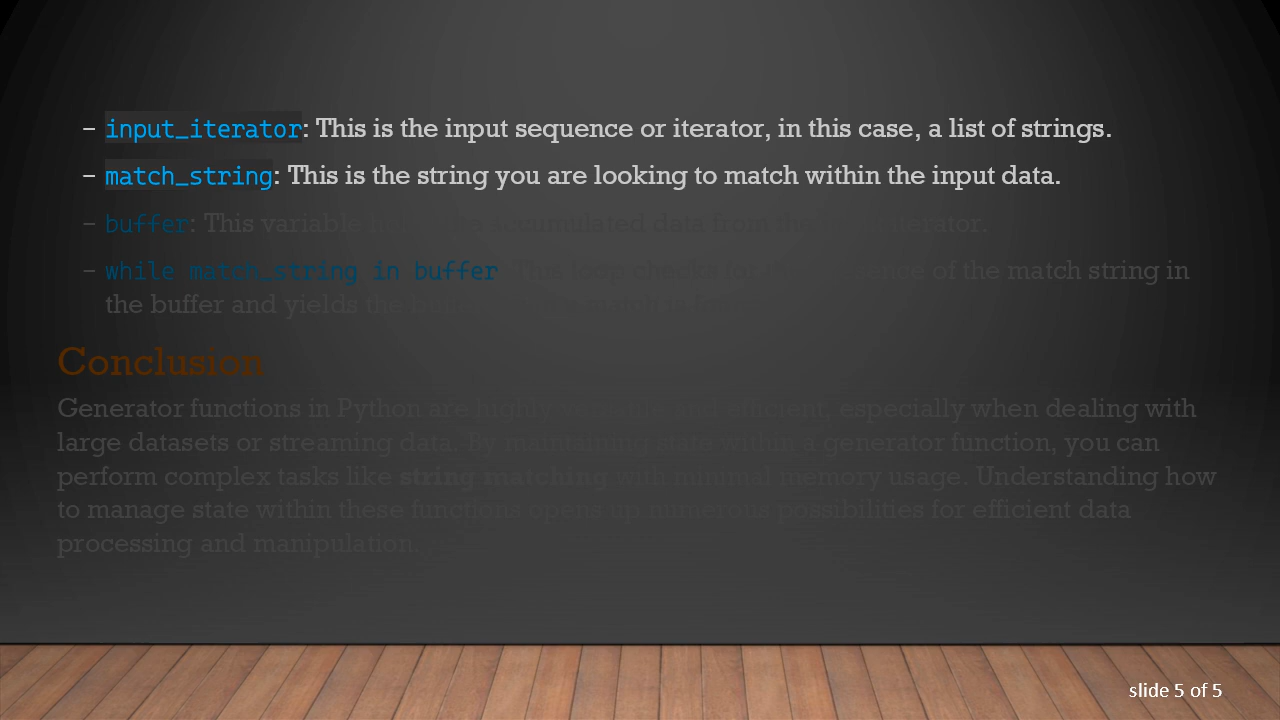 – input_iterator: This is the input sequence or iterator, in this case, a list of strings.
– match_string: This is the string you are looking to match within the input data.
– buffer: This variable holds the accumulated data from the input iterator.
– while match_string in buffer: This loop checks for the presence of the match string in
the buffer and yields the buffer when a match is found.
Conclusion
Generator functions in Python are highly versatile and efficient, especially when dealing with
large datasets or streaming data. By maintaining state within a generator function, you can
perform complex tasks like string matching with minimal memory usage. Understanding how
to manage state within these functions opens up numerous possibilities for efficient data
processing and manipulation.
slide 5 of 5